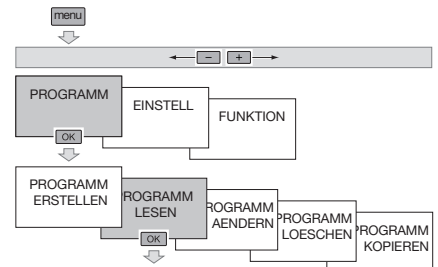 menu
– +
PROGRAMM
EINSTELL
FUNKTION
OK
PROGRAMM
ERSTELLEN
ROGRAMM
LESEN
ROGRAMM
AENDERN
PROGRAMM
LOESCHEN
PROGRAMM
KOPIEREN
OK